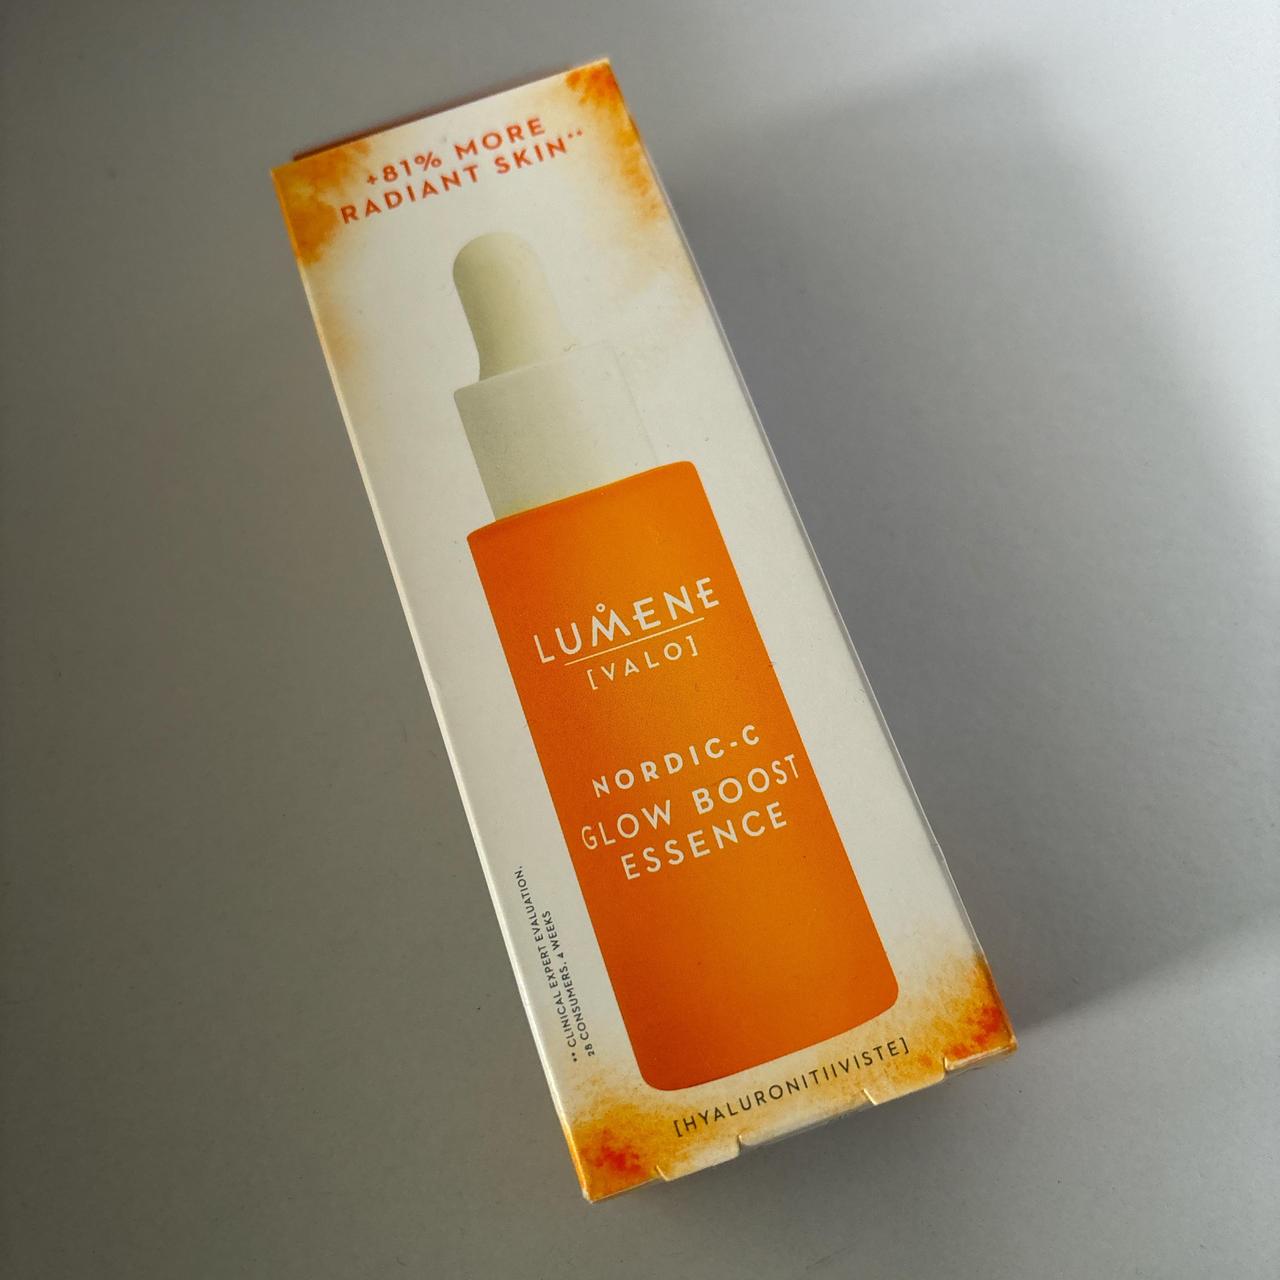 +81% MORE
RADIANT SKIN**
LUMENE
[VALO]
NORDIC-C
GLOW BOOST
ESSENCE
** CLINICAL EXPERT EVALUATION,
28 CONSUMERS, 4 WEEKS
[HYALURONITIIVISTE]